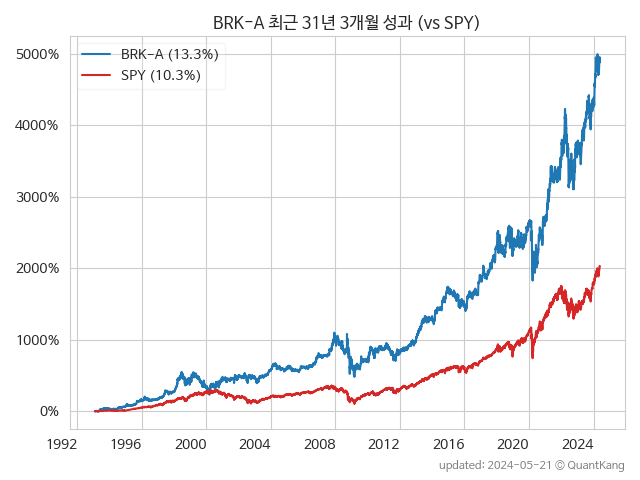 BRK-A 최근 31년 3개월 성과 (vs SPY)
BRK-A (13.3%)
SPY (10.3%)
5000%
4000%
3000%
2000%
1000%
0%
1992 1996 2000 2004 2008 2012 2016 2020 2024
updated: 2024-05-21 © QuantKang